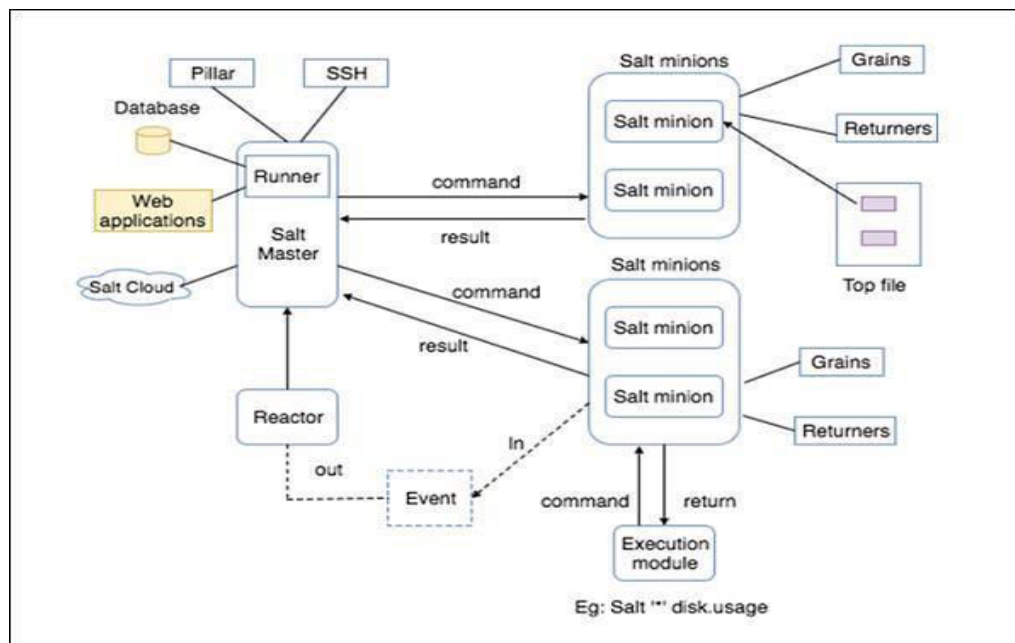 Pillar
SSH
Salt minions
Grains
Database
Salt minion
Returners
Runner
Web
applications
command
Salt minion
Salt
Master
result
Salt Cloud
Salt minions
Top file
command
Salt minion
result
Grains
Salt minion
Reactor
Returners
In
out
Event
command
return
Execution
module
Eg: Salt '*' disk.usage